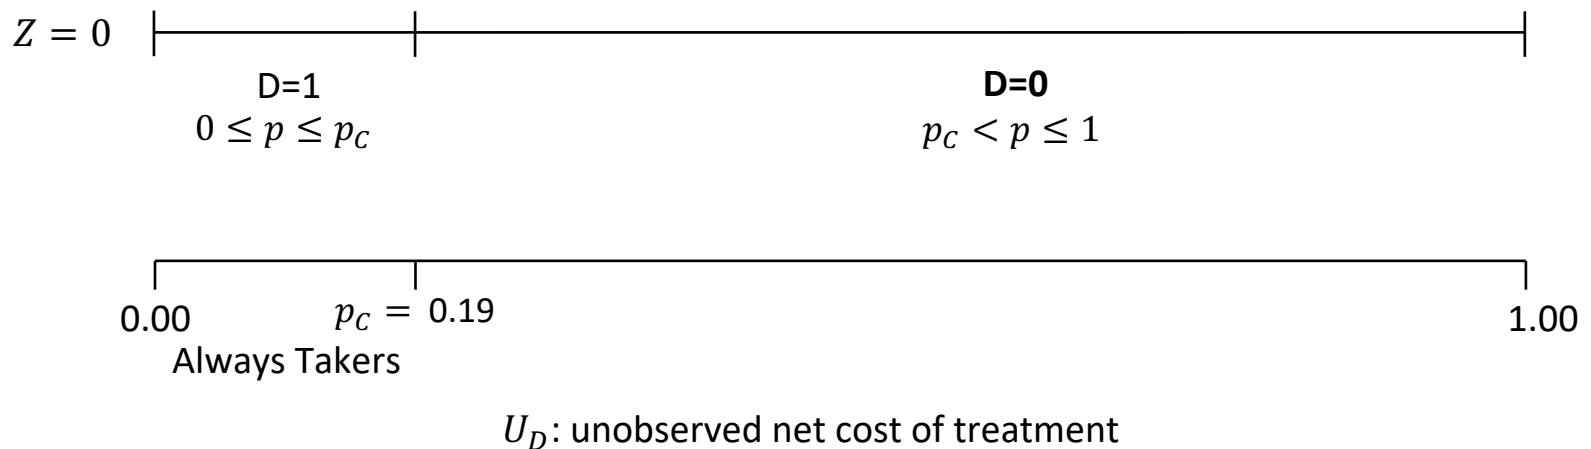 Z = 0
D=1
D=0
0 ≤ p ≤ p_C
p_C < p ≤ 1
0.00
p_C = 0.19
1.00
Always Takers
U_D: unobserved net cost of treatment